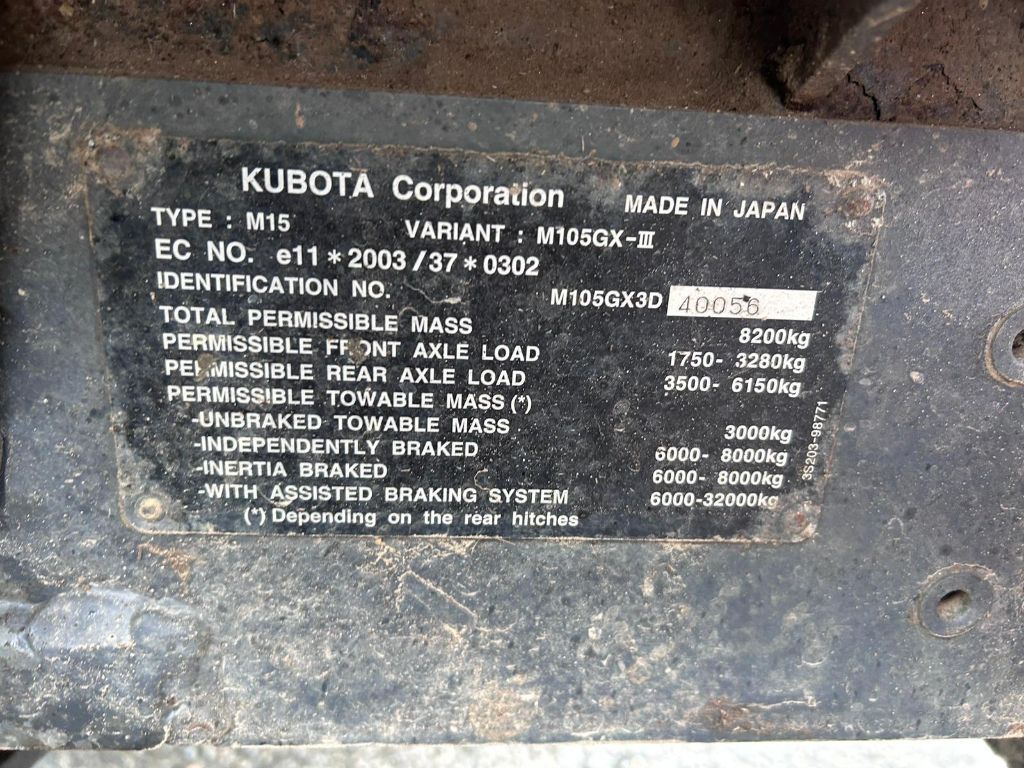 KUBOTA Corporation MADE IN JAPAN
TYPE : M15 VARIANT : M105GX-III
EC NO. e11*2003/37*0302
IDENTIFICATION NO. M105GX3D 40056
TOTAL PERMISSIBLE MASS 8200kg
PERMISSIBLE FRONT AXLE LOAD 1750- 3280kg
PERMISSIBLE REAR AXLE LOAD 3500- 6150kg
PERMISSIBLE TOWABLE MASS (*)
-UNBRAKED TOWABLE MASS 3000kg
-INDEPENDENTLY BRAKED 6000- 8000kg
-INERTIA BRAKED 6000- 8000kg
-WITH ASSISTED BRAKING SYSTEM 6000-32000kg
(*) Depending on the rear hitches
3S203-98771